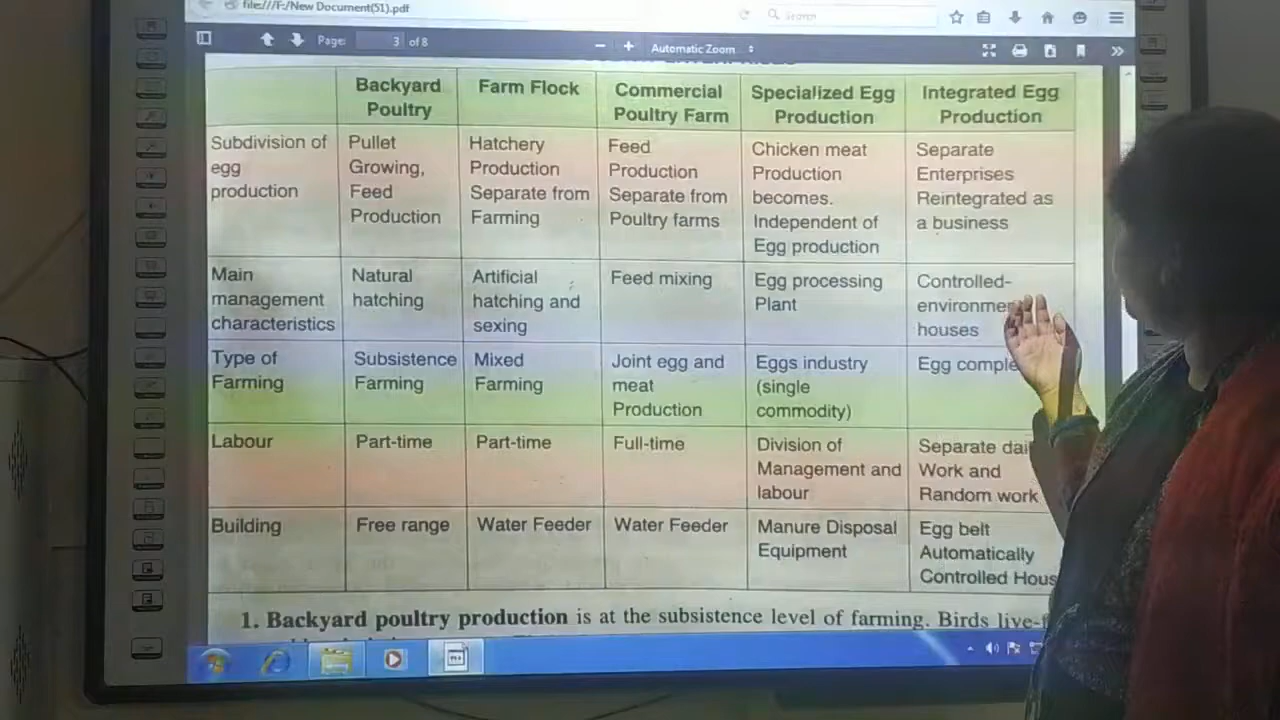 file:///F:/New Document(51).pdf
Search
Page: 3 of 8
Automatic Zoom
Backyard Poultry
Farm Flock
Commercial Poultry Farm
Specialized Egg Production
Integrated Egg Production
Subdivision of egg production
Pullet Growing, Feed Production
Hatchery Production Separate from Farming
Feed Production Separate from Poultry farms
Chicken meat Production becomes. Independent of Egg production
Separate Enterprises Reintegrated as a business
Main management characteristics
Natural hatching
Artificial hatching and sexing
Feed mixing
Egg processing Plant
Controlled- houses
Type of Farming
Subsistence Farming
Mixed Farming
Joint egg and meat Production
Eggs industry (single commodity)
Egg
Labour
Part-time
Part-time
Full-time
Division of Management and labour
Separate Work and Random work
Building
Free range
Water Feeder
Water Feeder
Manure Disposal Equipment
Egg belt Automatically Controlled
1. Backyard poultry production is at the subsistence level of farming. Birds